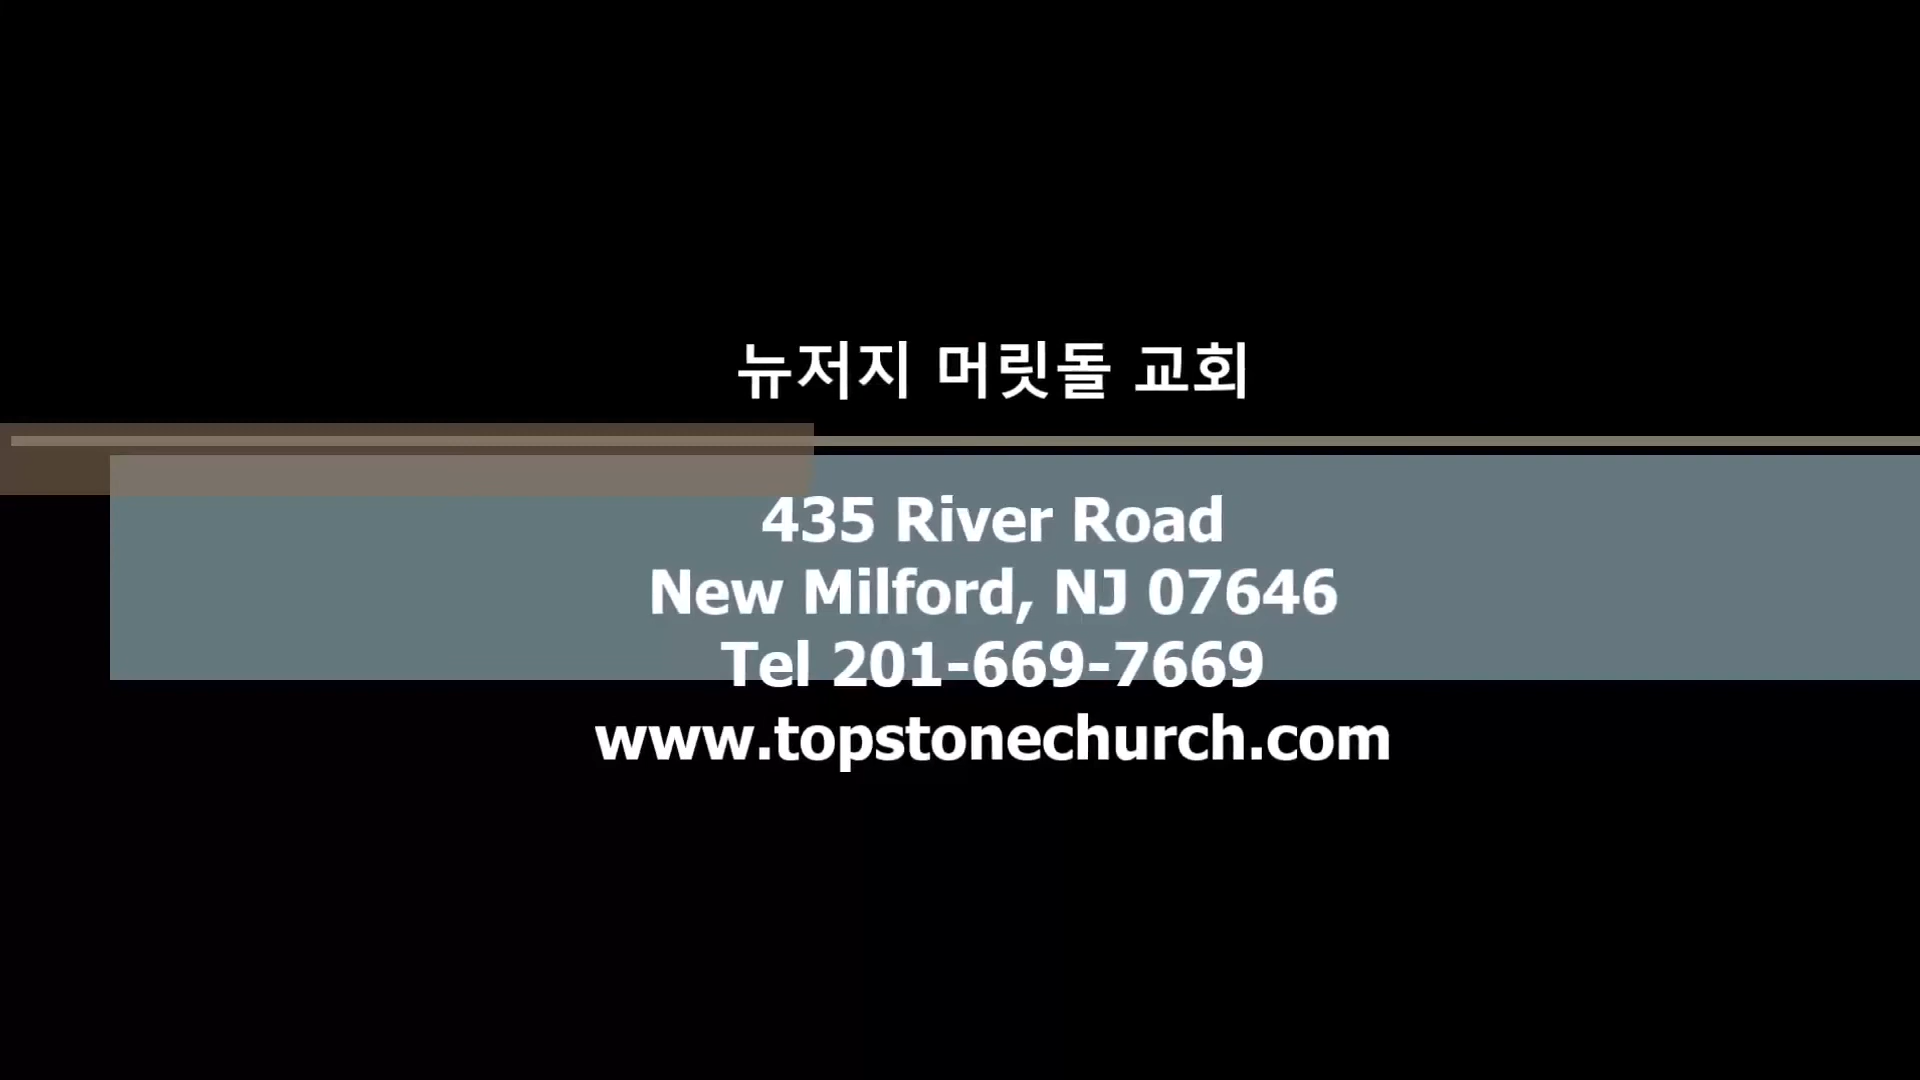 뉴저지 머릿돌 교회
435 River Road
New Milford, NJ 07646
Tel 201-669-7669
www.topstonechurch.com